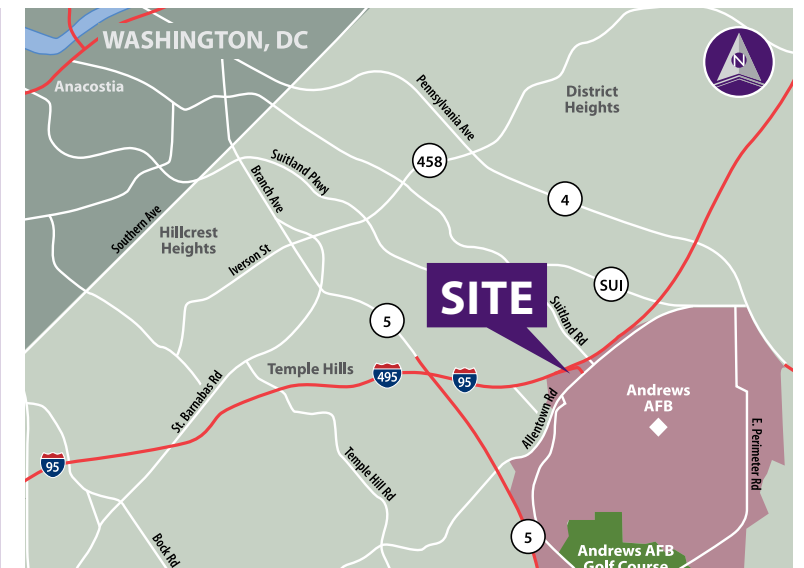 WASHINGTON, DC
N
Anacostia
District
Heights
Pennsylvania Ave
458
Suitland Pkwy
Branch Ave
4
Southern Ave
Hillcrest
Heights
Iverson St
SUI
SITE
5
Suitland Rd
Temple Hills
495
95
St. Barnabas Rd
Andrews
AFB
Allentown Rd
E. Perimeter Rd
95
Temple Hill Rd
5
Bock Rd
Andrews AFB
Golf Course